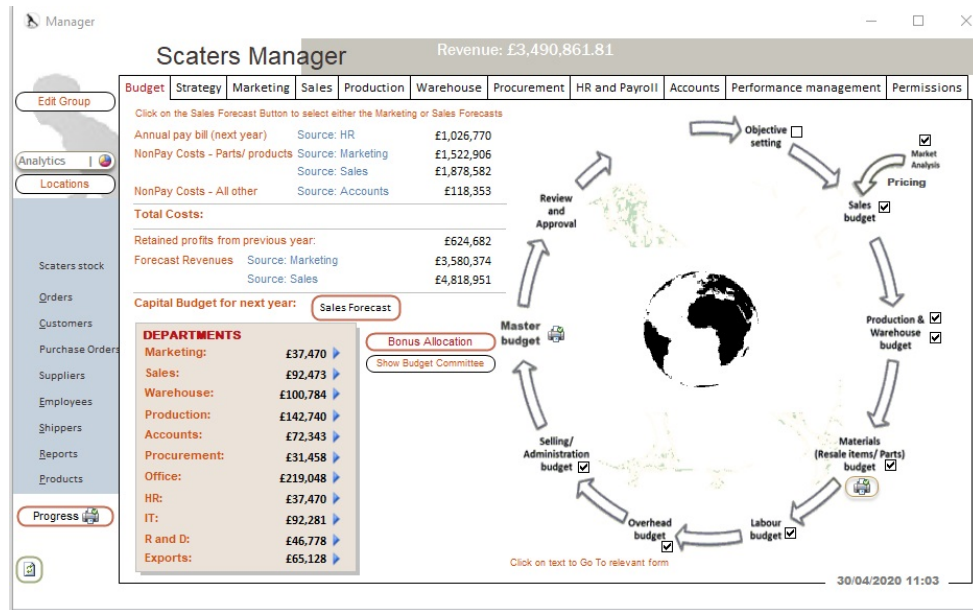 Manager
Scaters Manager
Revenue: £3,490,861.81
Edit Group
Analytics |
Locations
Scaters stock
Orders
Customers
Purchase Orders
Suppliers
Employees
Shippers
Reports
Products
Progress
Budget Strategy Marketing Sales Production Warehouse Procurement HR and Payroll Accounts Performance management Permissions
Click on the Sales Forecast Button to select either the Marketing or Sales Forecasts
Annual pay bill (next year) Source: HR £1,026,770
NonPay Costs - Parts/ products Source: Marketing £1,522,906
Source: Sales £1,878,582
NonPay Costs - All other Source: Accounts £118,353
Total Costs:
Retained profits from previous year: £624,682
Forecast Revenues Source: Marketing £3,580,374
Source: Sales £4,818,951
Capital Budget for next year: Sales Forecast
DEPARTMENTS
Marketing: £37,470
Sales: £92,473
Warehouse: £100,784
Production: £142,740
Accounts: £72,343
Procurement: £31,458
Office: £219,048
HR: £37,470
IT: £92,281
R and D: £46,778
Exports: £65,128
Bonus Allocation
Show Budget Committee
Objective
setting
Market
Analysis
Pricing
Sales
budget
Production &
Warehouse
budget
Materials
(Resale items/ Parts)
budget
Labour
budget
Overhead
budget
Selling/
Administration
budget
Master
budget
Review
and
Approval
Click on text to Go To relevant form
30/04/2020 11:03